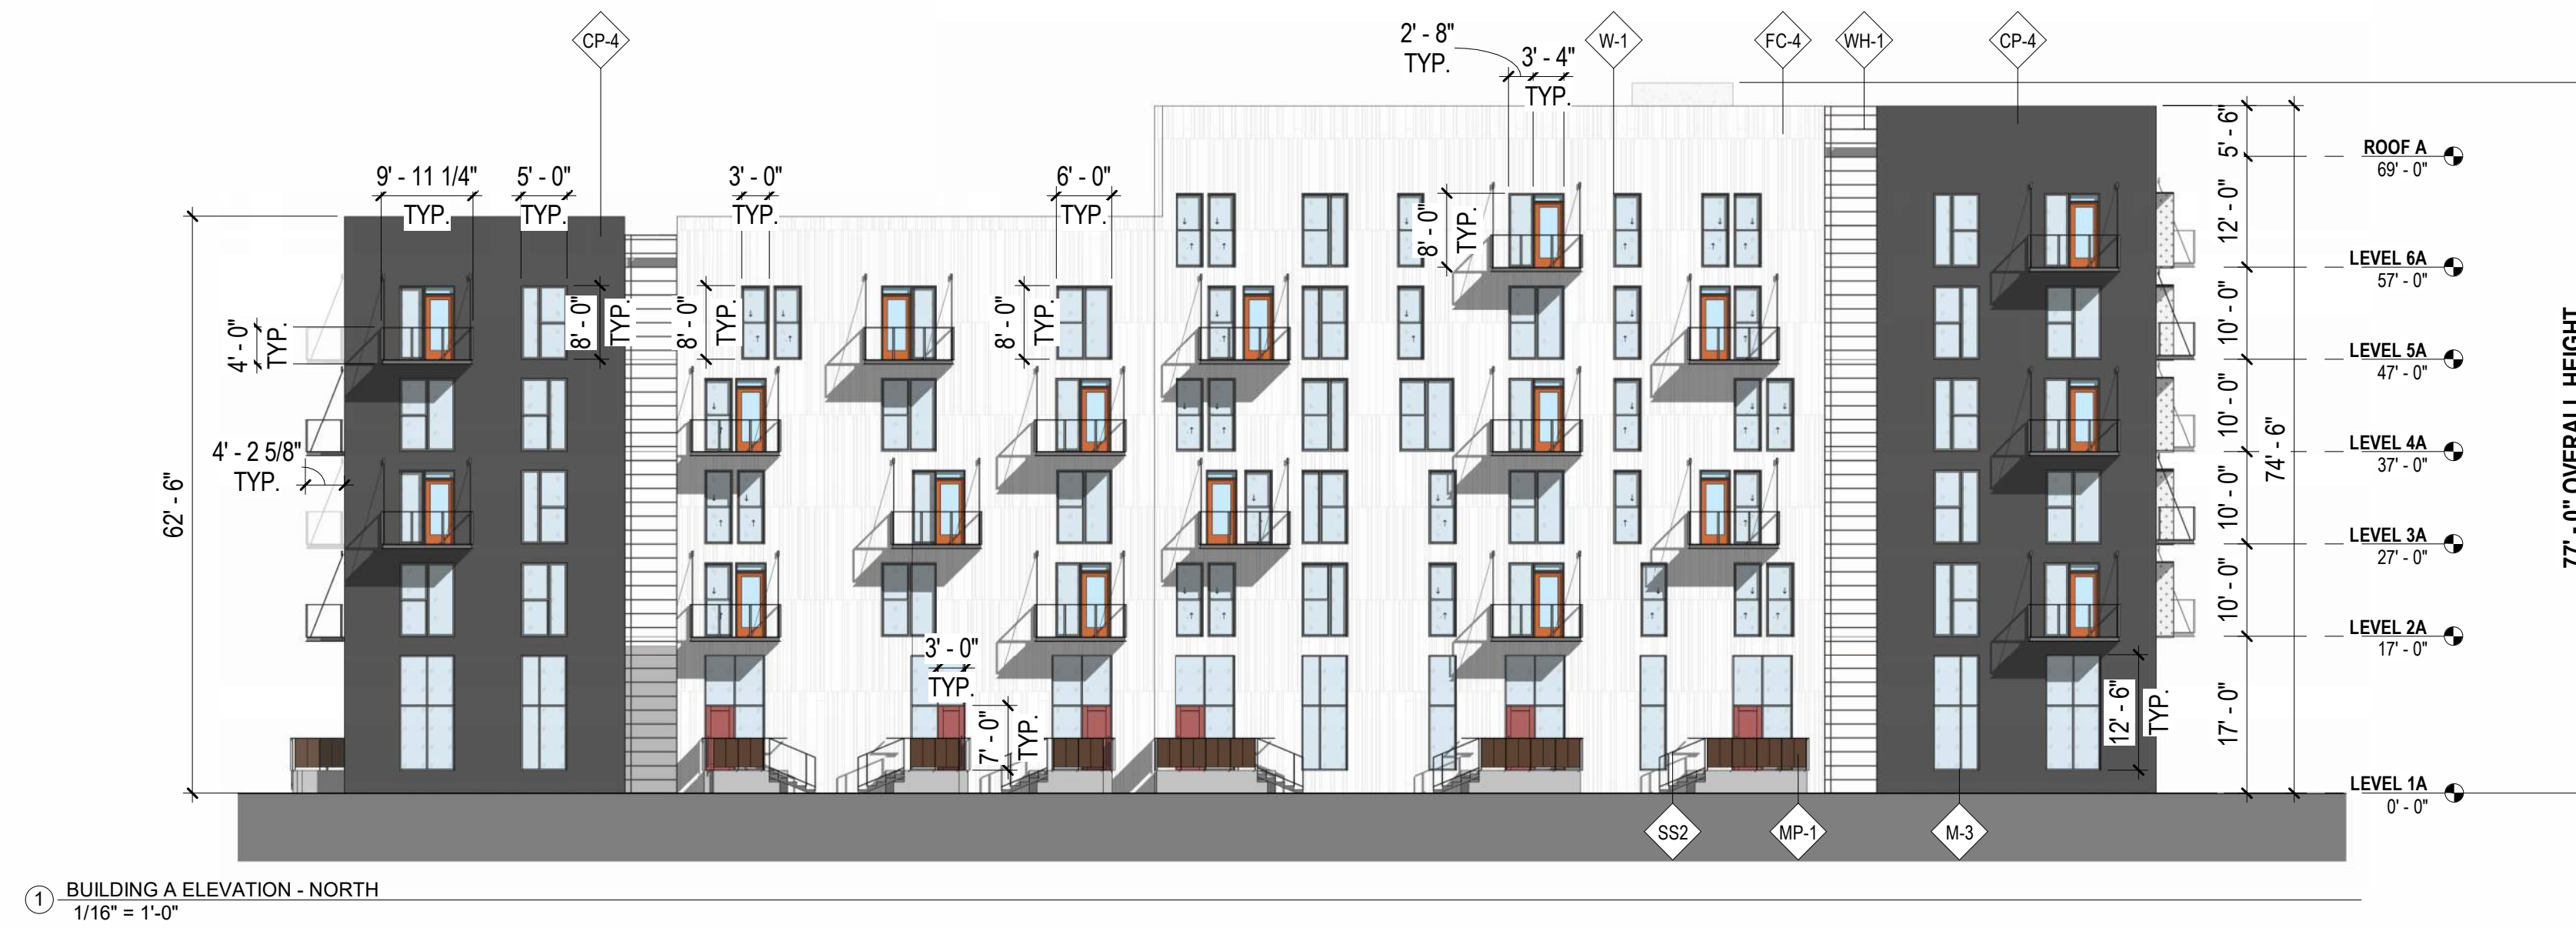 CP-4
2' - 8"
TYP.
3' - 4"
TYP.
W-1
FC-4
WH-1
CP-4
9' - 11 1/4"
TYP.
5' - 0"
TYP.
3' - 0"
TYP.
6' - 0"
TYP.
8' - 0"
TYP.
8' - 0"
TYP.
8' - 0"
TYP.
8' - 0"
TYP.
4' - 0"
TYP.
4' - 2 5/8"
TYP.
62' - 6"
3' - 0"
TYP.
7' - 0"
TYP.
12' - 6"
TYP.
5' - 6"
12' - 0"
10' - 0"
10' - 0"
10' - 0"
10' - 0"
17' - 0"
74' - 6"
ROOF A
69' - 0"
LEVEL 6A
57' - 0"
LEVEL 5A
47' - 0"
LEVEL 4A
37' - 0"
LEVEL 3A
27' - 0"
LEVEL 2A
17' - 0"
LEVEL 1A
0' - 0"
77' - 0" OVERALL HEIGHT
SS2
MP-1
M-3
1
BUILDING A ELEVATION - NORTH
1/16" = 1'-0"